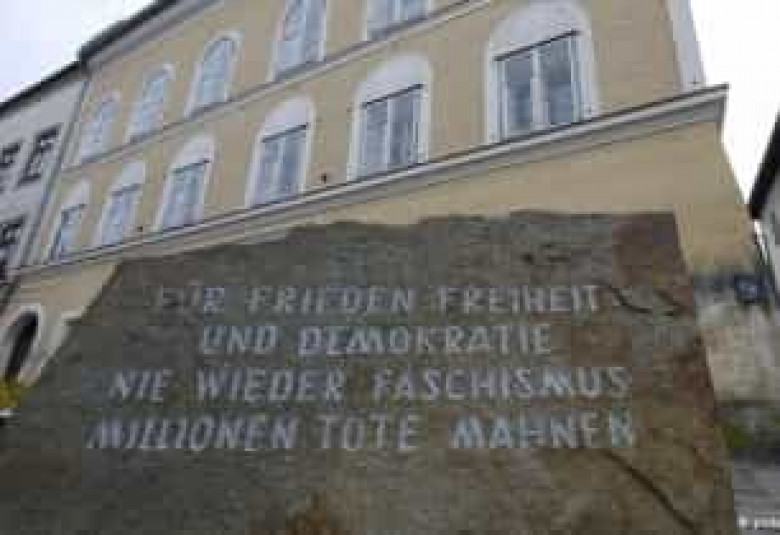 FÜR FRIEDEN FREIHEIT
UND DEMOKRATIE
NIE WIEDER FASCHISMUS
MILLIONEN TOTE MAHNEN